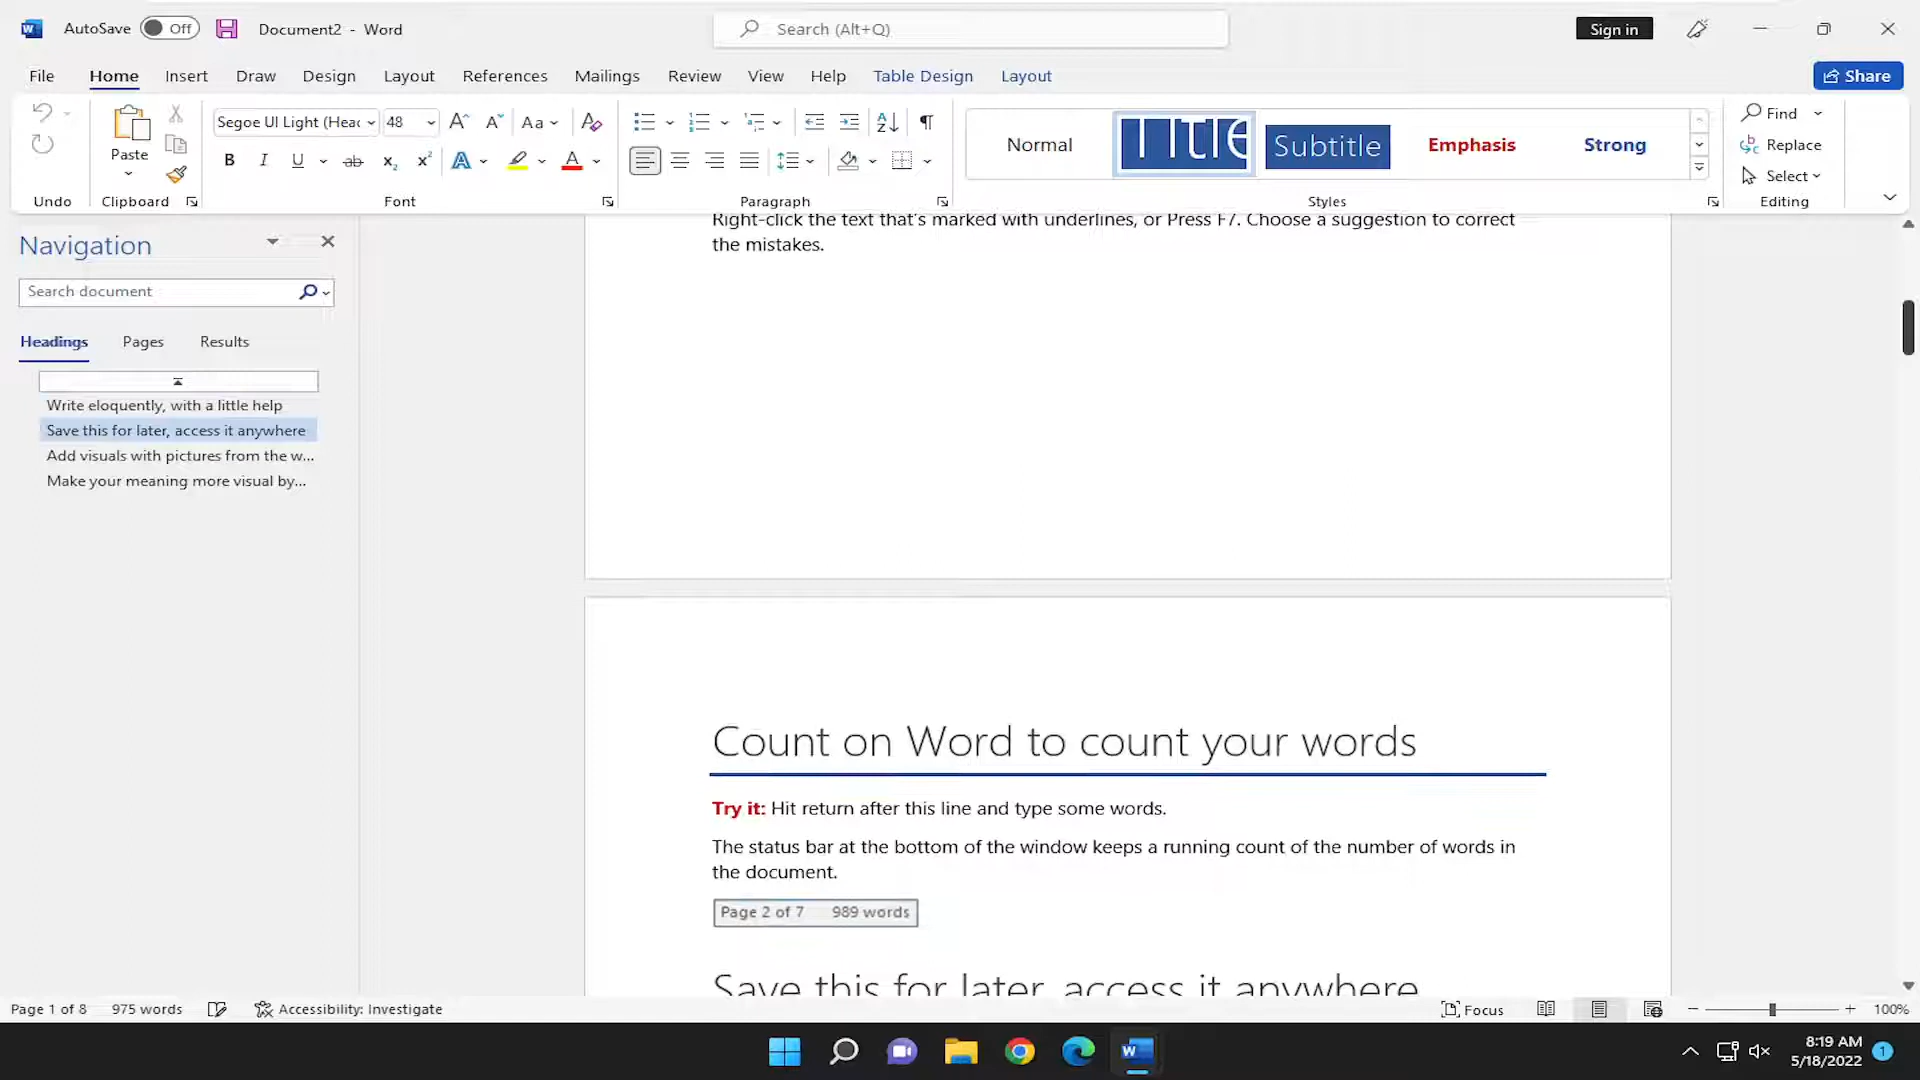 AutoSave Off Document2 - Word Search (Alt+Q) Sign in
File Home Insert Draw Design Layout References Mailings Review View Help Table Design Layout Share
Segoe UI Light (Head 48 Aa Normal Title Subtitle Emphasis Strong Find
Paste B I U ab x₂ x² A A Replace
Select
Undo Clipboard Font Paragraph Styles Editing
Navigation
Search document
Headings Pages Results
Write eloquently, with a little help
Save this for later, access it anywhere
Add visuals with pictures from the w...
Make your meaning more visual by...
Right-click the text that's marked with underlines, or Press F7. Choose a suggestion to correct
the mistakes.
Count on Word to count your words
Try it: Hit return after this line and type some words.
The status bar at the bottom of the window keeps a running count of the number of words in
the document.
Page 2 of 7 989 words
Save this for later, access it anywhere
Page 1 of 8 975 words Accessibility: Investigate Focus 100%
8:19 AM
5/18/2022 1